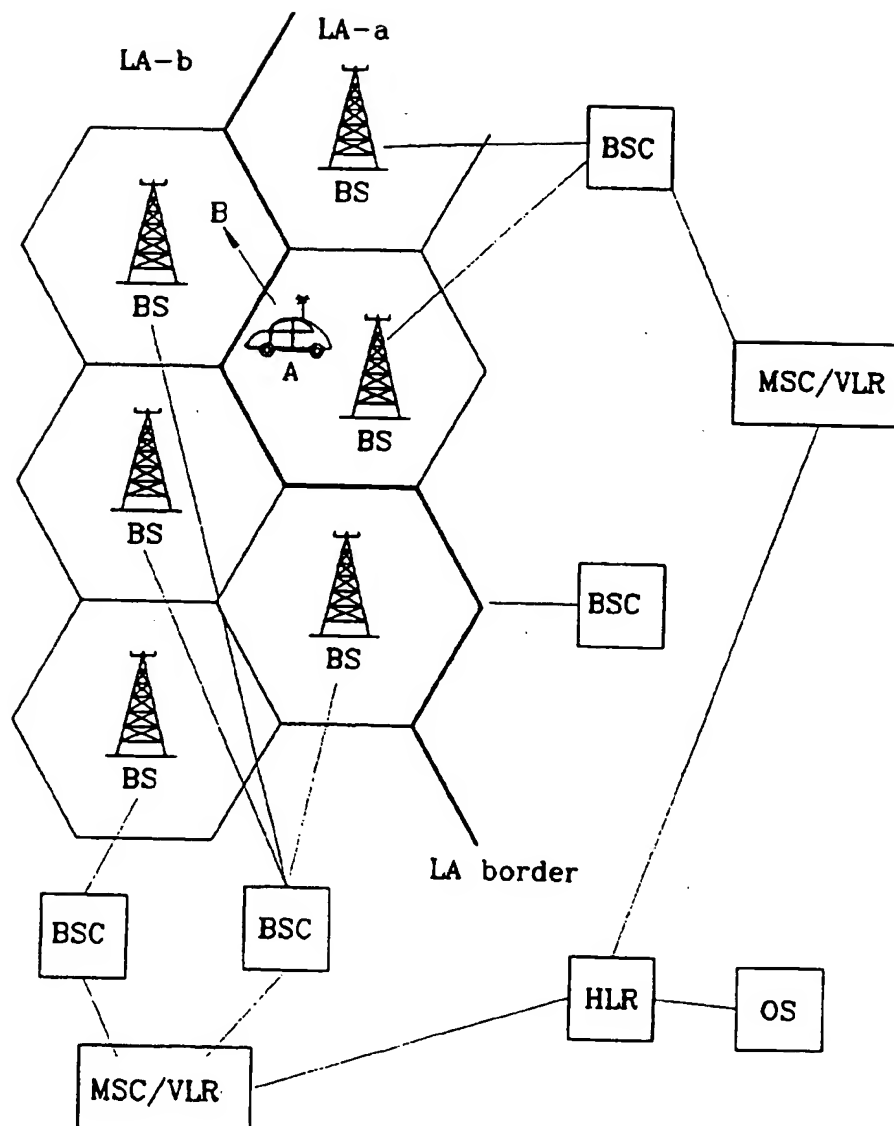 LA-a
LA-b
BSC
BS
B
BS
BS
A
MSC/VLR
BS
BS
BSC
BS
BS
LA border
BSC
BSC
HLR
OS
MSC/VLR